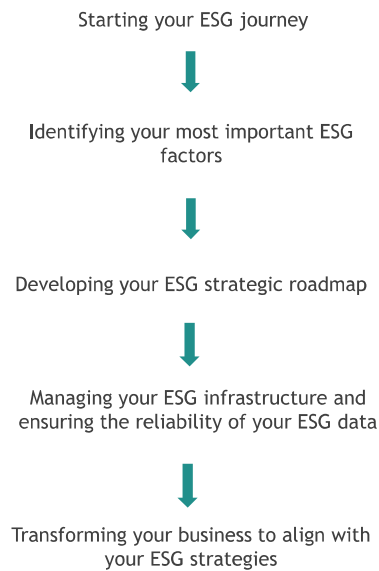 Starting your ESG journey
Identifying your most important ESG
factors
Developing your ESG strategic roadmap
Managing your ESG infrastructure and
ensuring the reliability of your ESG data
Transforming your business to align with
your ESG strategies